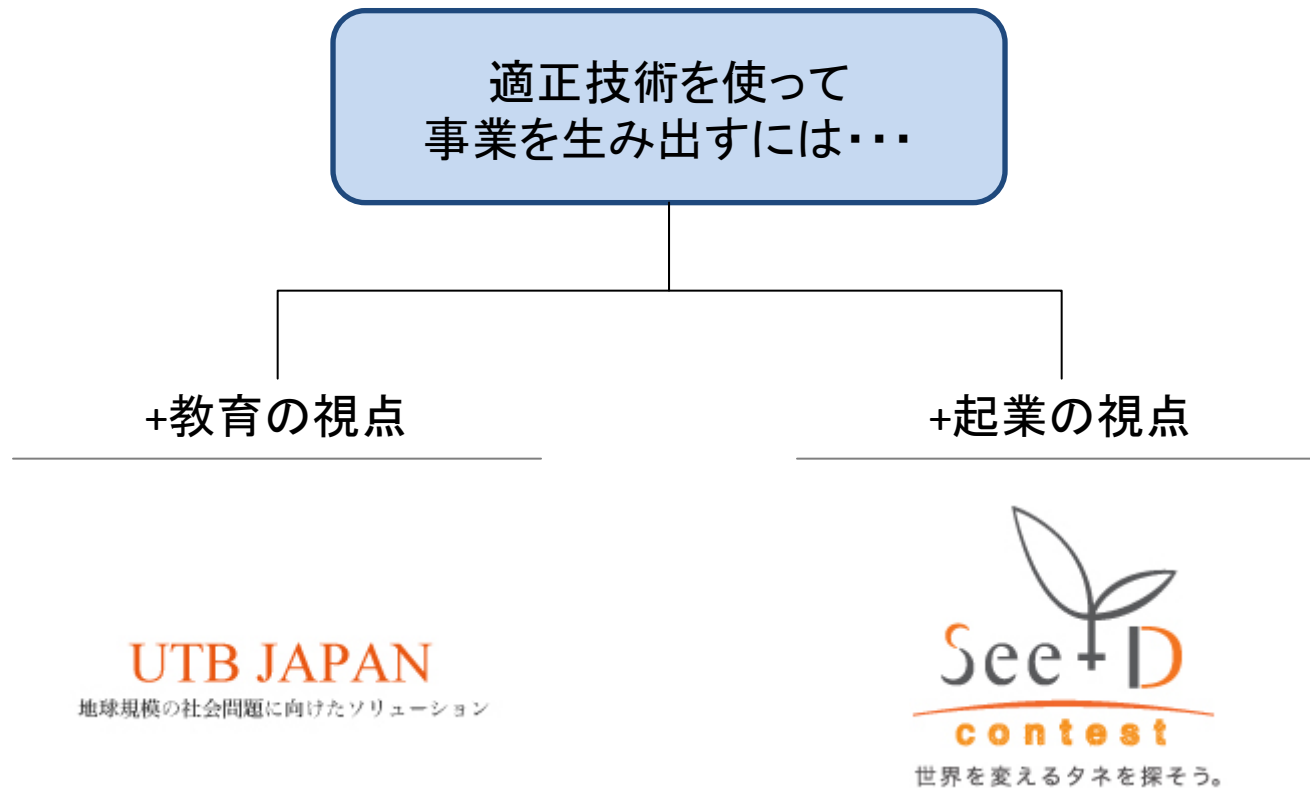 適正技術を使って
事業を生み出すには・・・
+教育の視点
+起業の視点
UTB JAPAN
地球規模の社会問題に向けたソリューション
See+D
contest
世界を変えるタネを探そう。